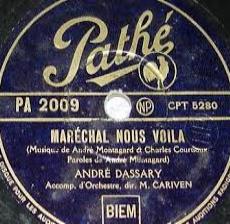 Pathé
PA 2009
NP
CPT 5280
MARÉCHAL NOUS VOILA
(Musique de André Montagard & Charles Courtioux
Paroles de André Montagard)
ANDRÉ DASSARY
Accomp. d'Orchestre, dir. M. CARIVEN
BIEM